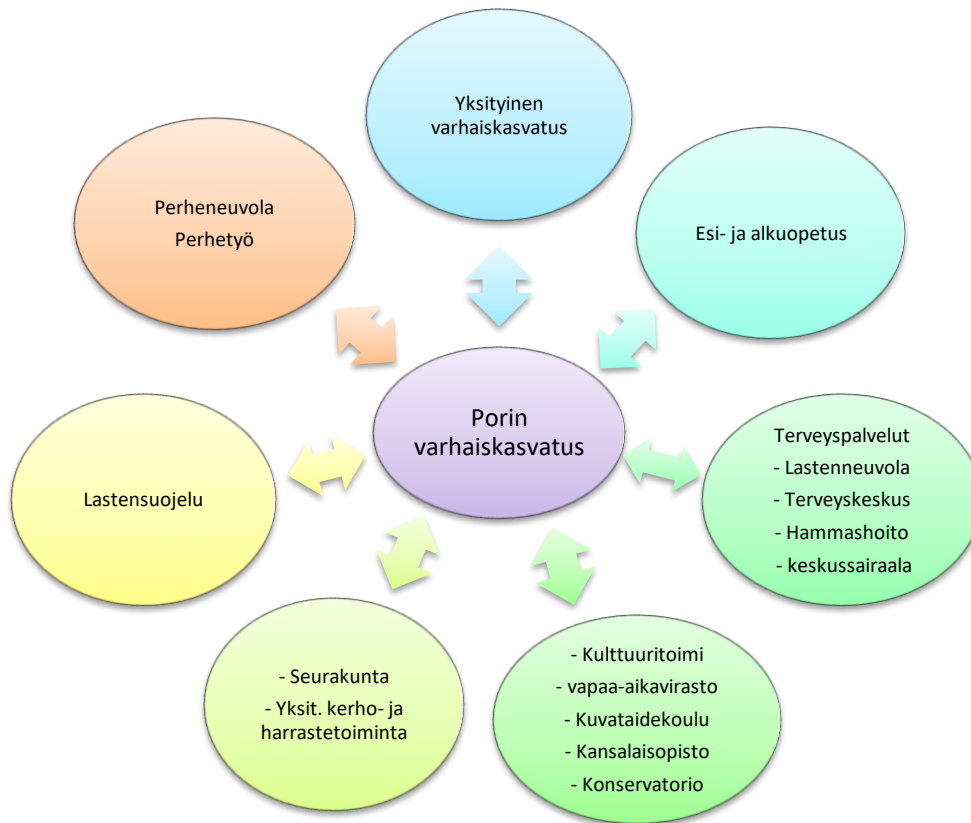 Yksityinen
varhaiskasvatus
Perheneuvola
Perhetyö
Esi- ja alkuopetus
Porin
varhaiskasvatus
Terveyspalvelut
- Lastenneuvola
- Terveyskeskus
- Hammashoito
- keskussairaala
Lastensuojelu
- Seurakunta
- Yksit. kerho- ja
harrastetoiminta
- Kulttuuritoimi
- vapaa-aikavirasto
- Kuvataidekoulu
- Kansalaisopisto
- Konservatorio